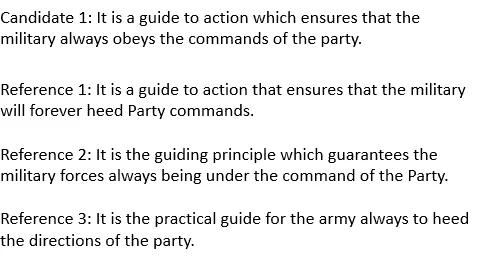 Candidate 1: It is a guide to action which ensures that the
military always obeys the commands of the party.
Reference 1: It is a guide to action that ensures that the military
will forever heed Party commands.
Reference 2: It is the guiding principle which guarantees the
military forces always being under the command of the Party.
Reference 3: It is the practical guide for the army always to heed
the directions of the party.